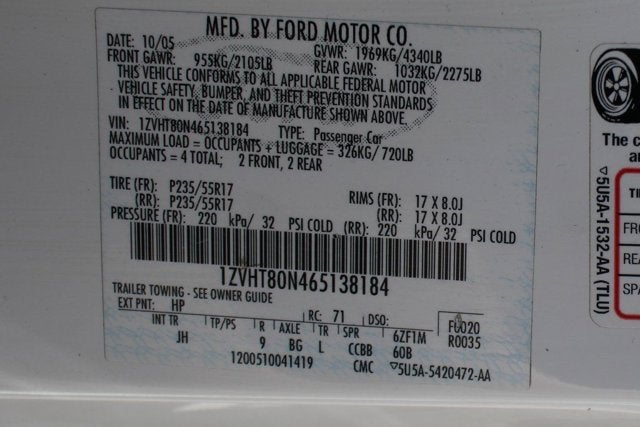 MFD. BY FORD MOTOR CO.
DATE: 10/05 GVWR: 1969KG/4340LB
FRONT GAWR: 955KG/2105LB REAR GAWR: 1032KG/2275LB
THIS VEHICLE CONFORMS TO ALL APPLICABLE FEDERAL MOTOR
VEHICLE SAFETY, BUMPER, AND THEFT PREVENTION STANDARDS
IN EFFECT ON THE DATE OF MANUFACTURE SHOWN ABOVE.
VIN: 1ZVHT80N465138184 TYPE: Passenger Car
MAXIMUM LOAD = OCCUPANTS + LUGGAGE = 326KG/ 720LB
OCCUPANTS = 4 TOTAL; 2 FRONT, 2 REAR
TIRE (FR): P235/55R17 RIMS (FR): 17 X 8.0J
(RR): P235/55R17 (RR): 17 X 8.0J
PRESSURE (FR): 220 kPa/ 32 PSI COLD (RR): 220 kPa/ 32 PSI COLD
1ZVHT80N465138184
TRAILER TOWING - SEE OWNER GUIDE
EXT PNT: HP RC: 71 DSO: F0020
INT TR TP/PS R AXLE TR SPR 6ZF1M R0035
JH 9 BG L CCBB 60B
1200510041419 CMC 5U5A-5420472-AA
The c
5U5A-1532-AA (TLU)
TI
FRO
REA
SPA